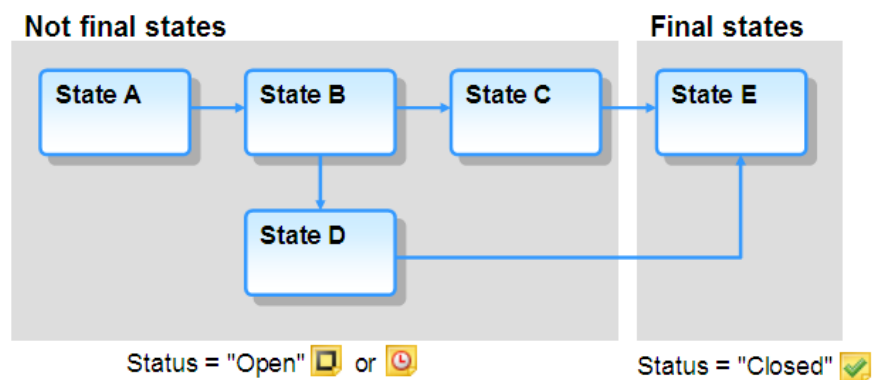 Not final states
Final states
State A
State B
State C
State E
State D
Status = "Open" or
Status = "Closed"